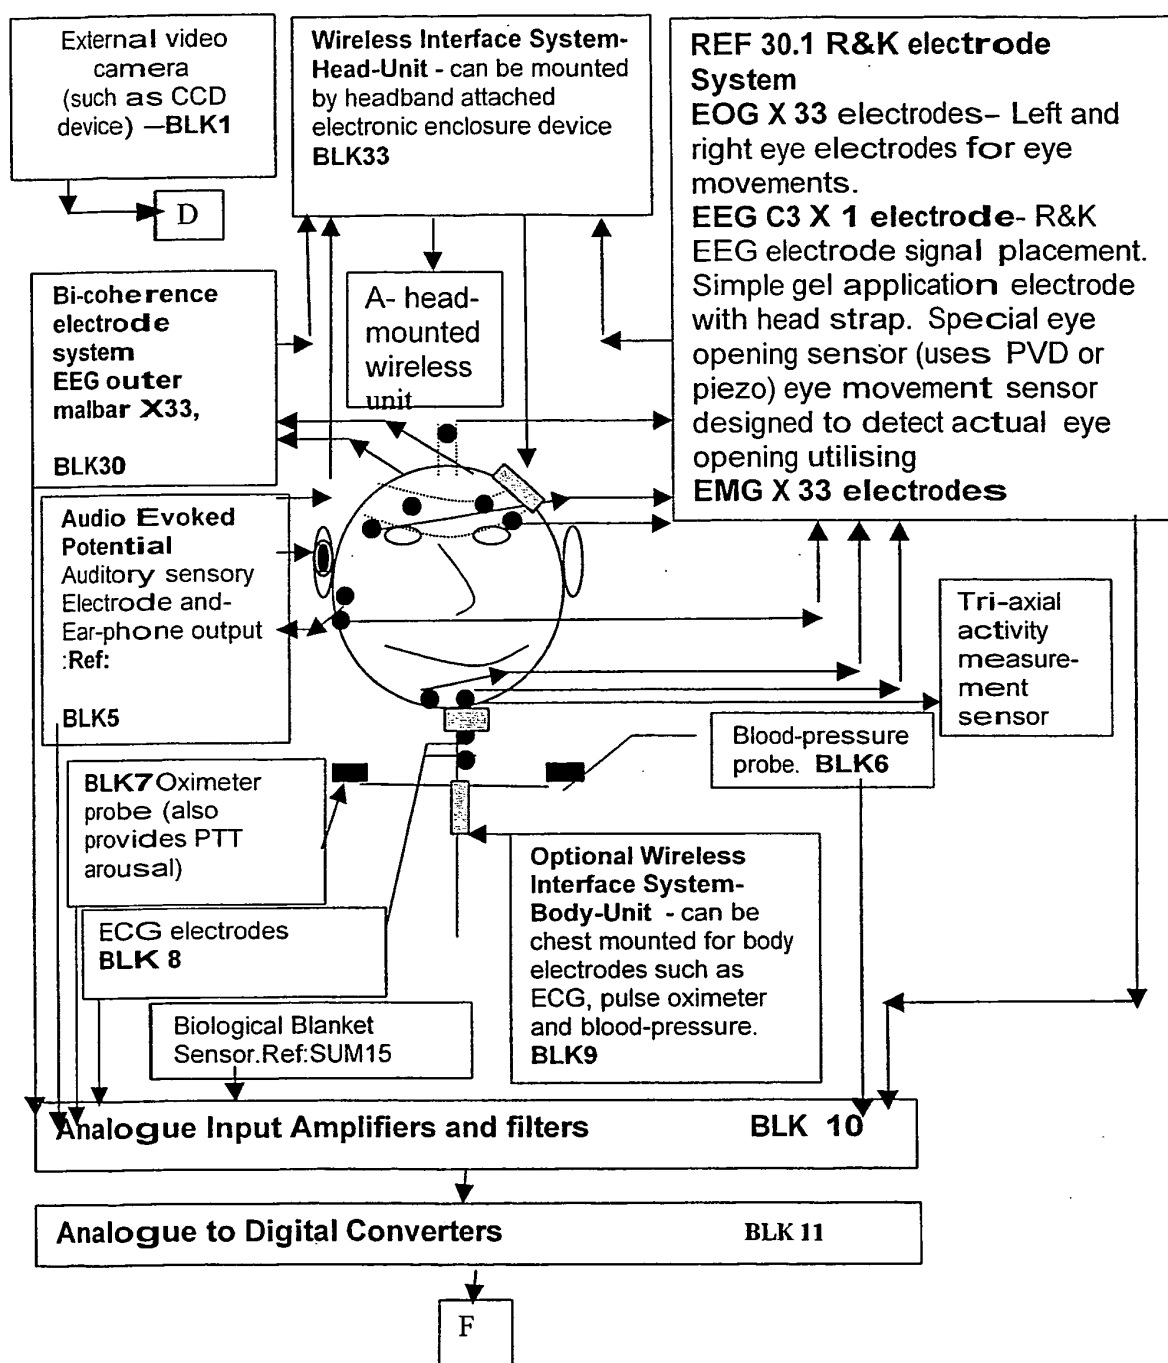 External video
camera
(such as CCD
device) —BLK1
D
Wireless Interface System-
Head-Unit - can be mounted
by headband attached
electronic enclosure device
BLK33
REF 30.1 R&K electrode
System
EOG X 33 electrodes– Left and
right eye electrodes for eye
movements.
EEG C3 X 1 electrode- R&K
EEG electrode signal placement.
Simple gel application electrode
with head strap. Special eye
opening sensor (uses PVD or
piezo) eye movement sensor
designed to detect actual eye
opening utilising
EMG X 33 electrodes
Bi-coherence
electrode
system
EEG outer
malbar X33,
BLK30
A- head-
mounted
wireless
unit
Audio Evoked
Potential
Auditory sensory
Electrode and-
Ear-phone output
:Ref:
BLK5
Tri-axial
activity
measure-
ment
sensor
Blood-pressure
probe. BLK6
BLK7 Oximeter
probe (also
provides PTT
arousal)
ECG electrodes
BLK 8
Optional Wireless
Interface System-
Body-Unit - can be
chest mounted for body
electrodes such as
ECG, pulse oximeter
and blood-pressure.
BLK9
Biological Blanket
Sensor.Ref:SUM15
Analogue Input Amplifiers and filters BLK 10
Analogue to Digital Converters BLK 11
F